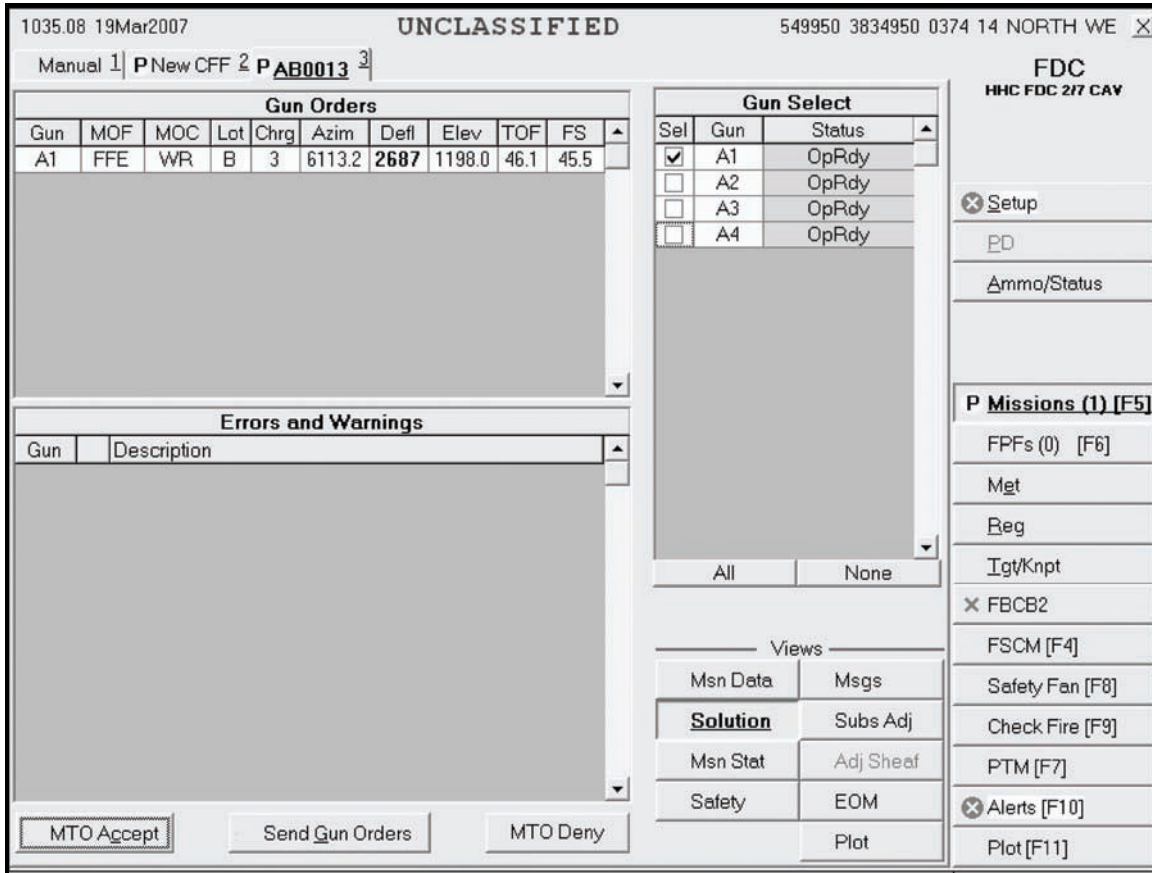 1035.08 19Mar2007 UNCLASSIFIED 549950 3834950 0374 14 NORTH WE X
Manual 1 P New CFF 2 P AB0013 3
FDC
HHC FDC 2/7 CAV
Gun Orders
Gun MOF MOC Lot Chrg Azim Defl Elev TOF FS
A1 FFE WR B 3 6113.2 2687 1198.0 46.1 45.5
Errors and Warnings
Gun Description
MTO Accept Send Gun Orders MTO Deny
Gun Select
Sel Gun Status
A1 OpRdy
A2 OpRdy
A3 OpRdy
A4 OpRdy
All None
Views
Msn Data Msgs
Solution Subs Adj
Msn Stat Adj Sheaf
Safety EOM
Plot
Setup
PD
Ammo/Status
P Missions (1) [F5]
FPFs (0) [F6]
Met
Reg
Tgt/Knpt
FBCB2
FSCM [F4]
Safety Fan [F8]
Check Fire [F9]
PTM [F7]
Alerts [F10]
Plot [F11]